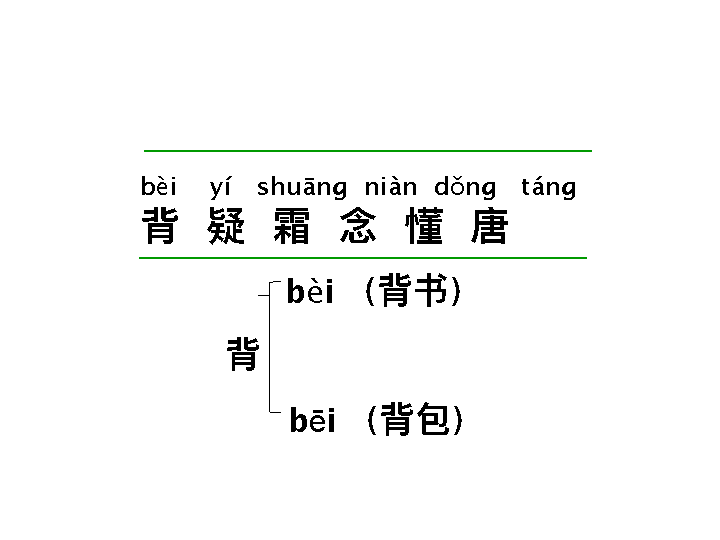 bèi yí shuāng niàn dǒng táng
背 疑 霜 念 懂 唐
bèi (背书)
背
bēi (背包)